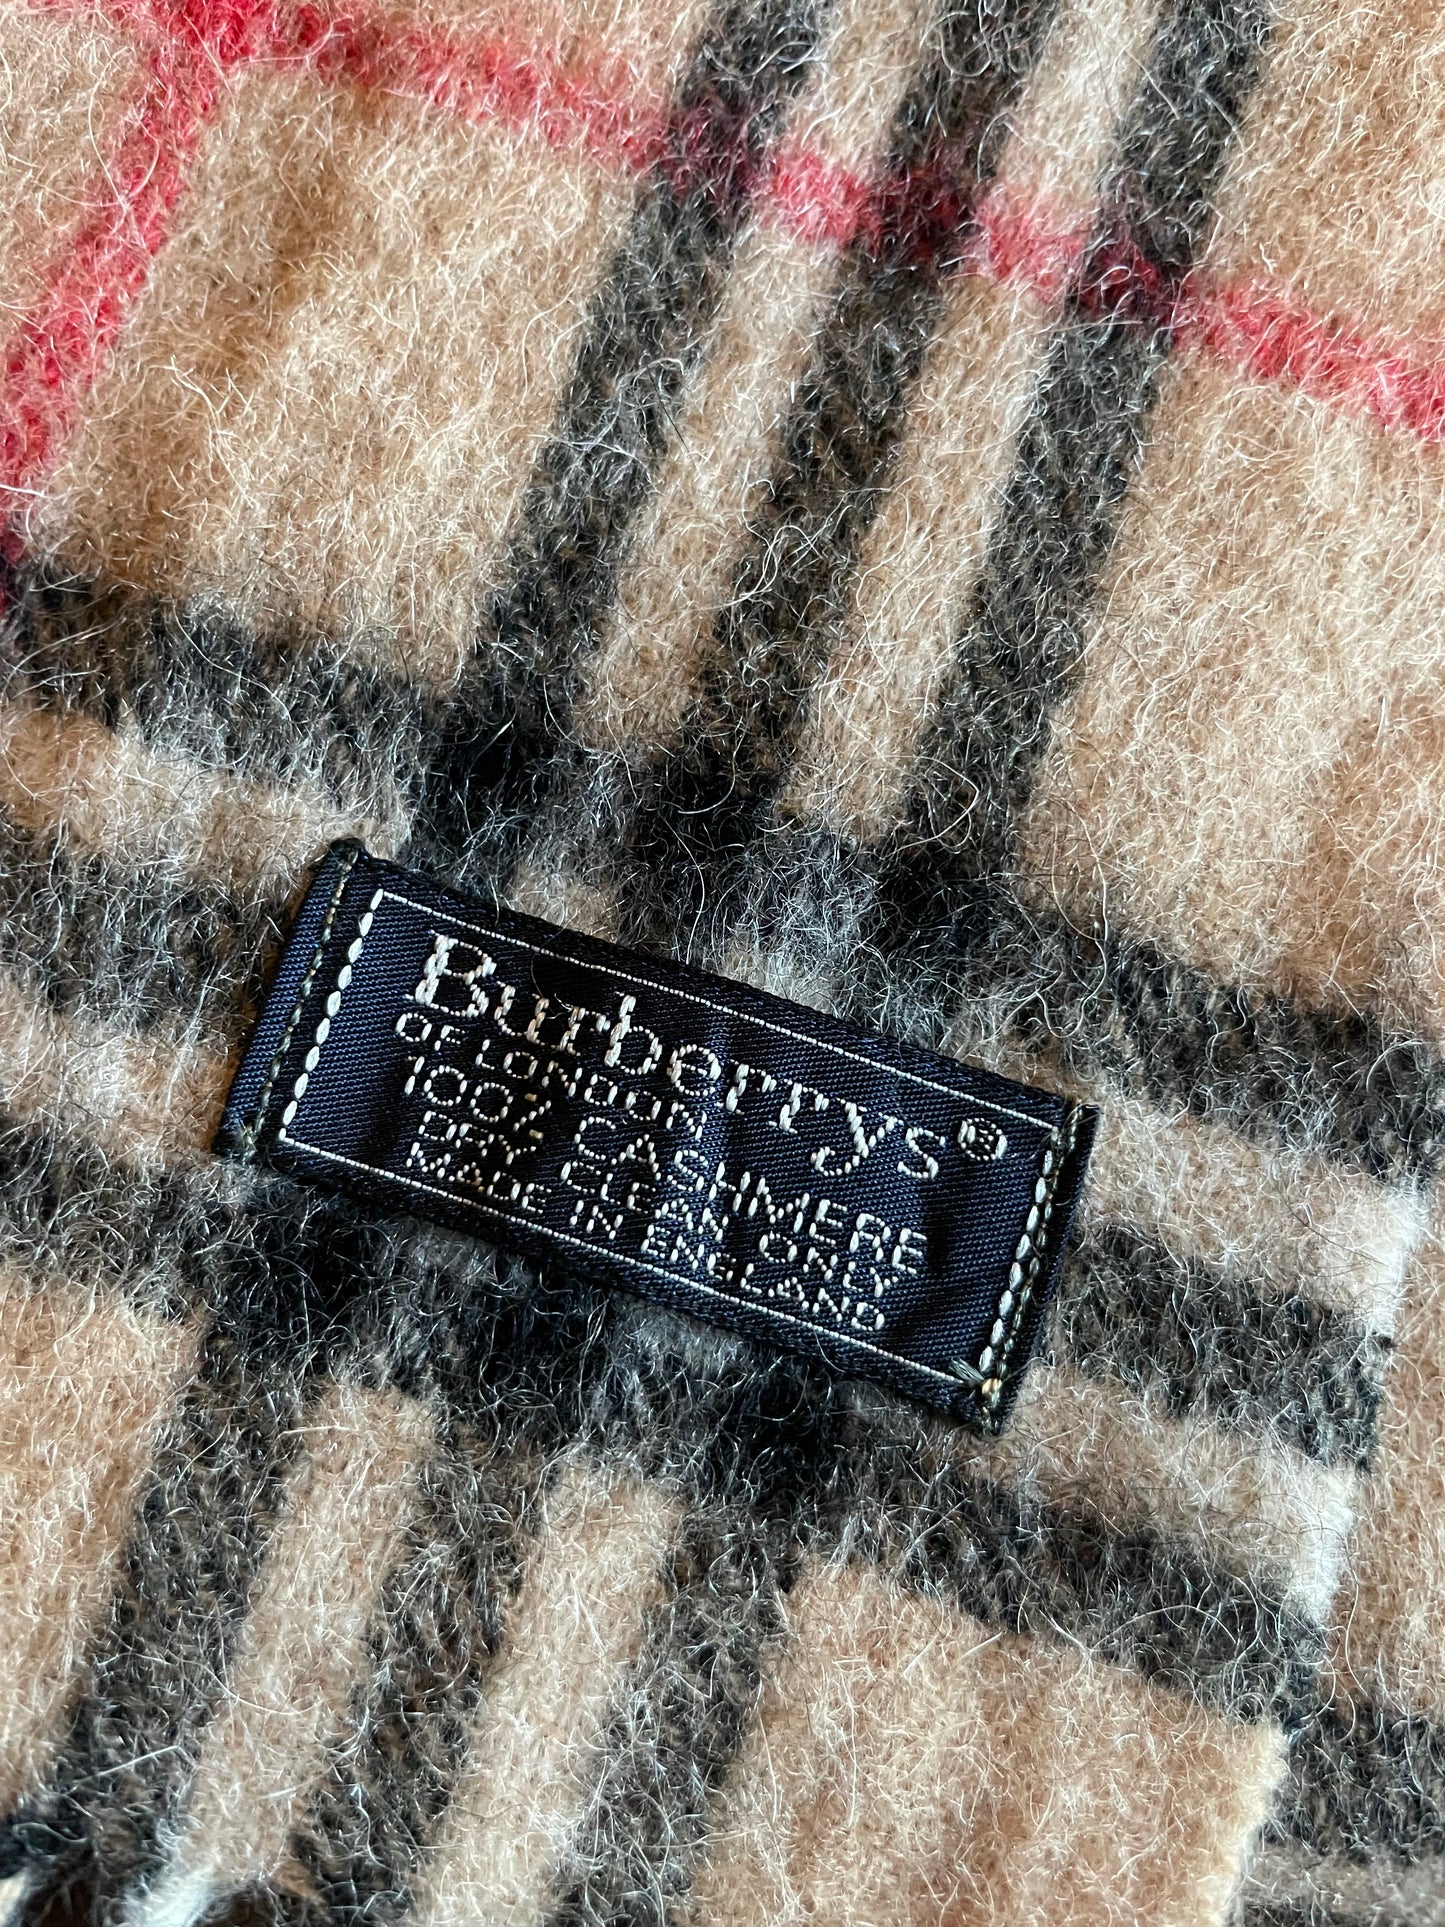 Burberrys®
OF LONDON
100% CASHMERE
DRY CLEAN ONLY
MADE IN ENGLAND